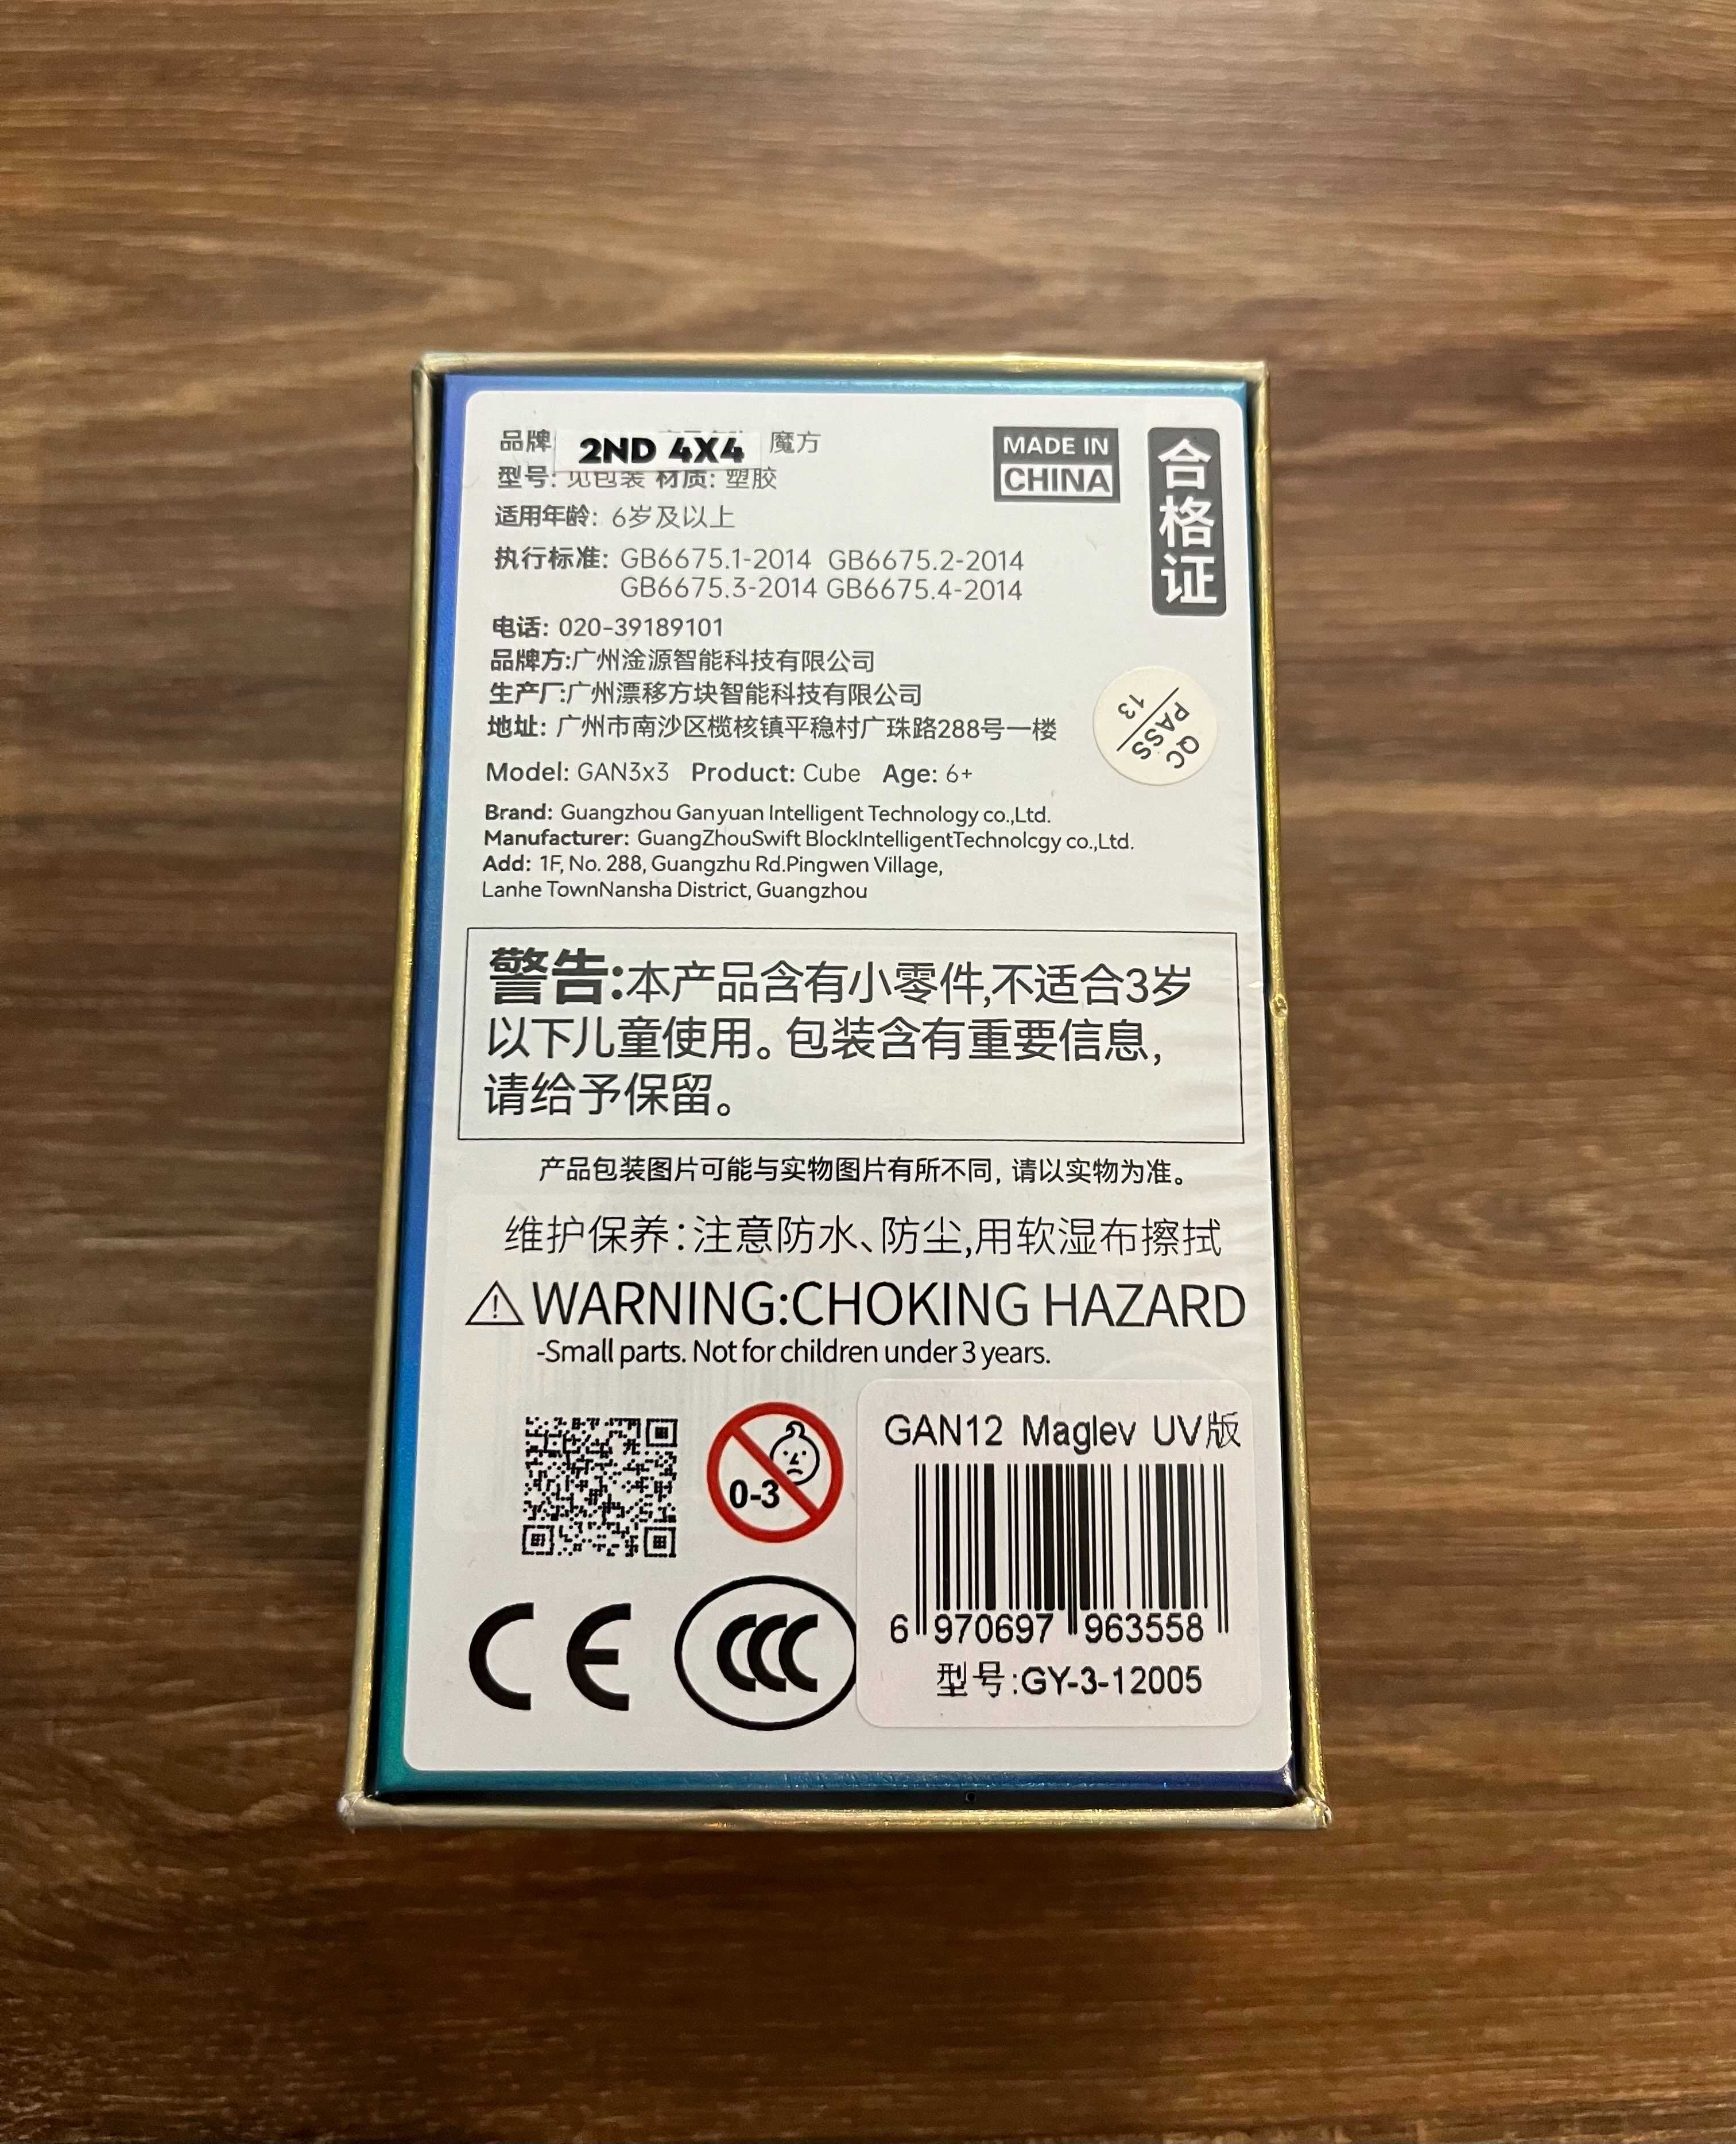 品牌 2ND 4X4 魔方
型号: 见包装 材质: 塑胶
适用年龄: 6岁及以上
执行标准: GB6675.1-2014 GB6675.2-2014
GB6675.3-2014 GB6675.4-2014
电话: 020-39189101
品牌方:广州淦源智能科技有限公司
生产厂:广州漂移方块智能科技有限公司
地址: 广州市南沙区榄核镇平稳村广珠路288号一楼
MADE IN
CHINA
合格证
QC
PASS
13
Model: GAN3x3 Product: Cube Age: 6+
Brand: Guangzhou Ganyuan Intelligent Technology co.,Ltd.
Manufacturer: GuangZhouSwift BlockIntelligentTechnolcgy co.,Ltd.
Add: 1F, No. 288, Guangzhu Rd.Pingwen Village,
Lanhe TownNansha District, Guangzhou
警告:本产品含有小零件,不适合3岁
以下儿童使用。包装含有重要信息,
请给予保留。
产品包装图片可能与实物图片有所不同, 请以实物为准。
维护保养:注意防水、防尘,用软湿布擦拭
WARNING:CHOKING HAZARD
-Small parts. Not for children under 3 years.
0-3
CE
CCC
GAN12 Maglev UV版
6 970697 963558
型号:GY-3-12005